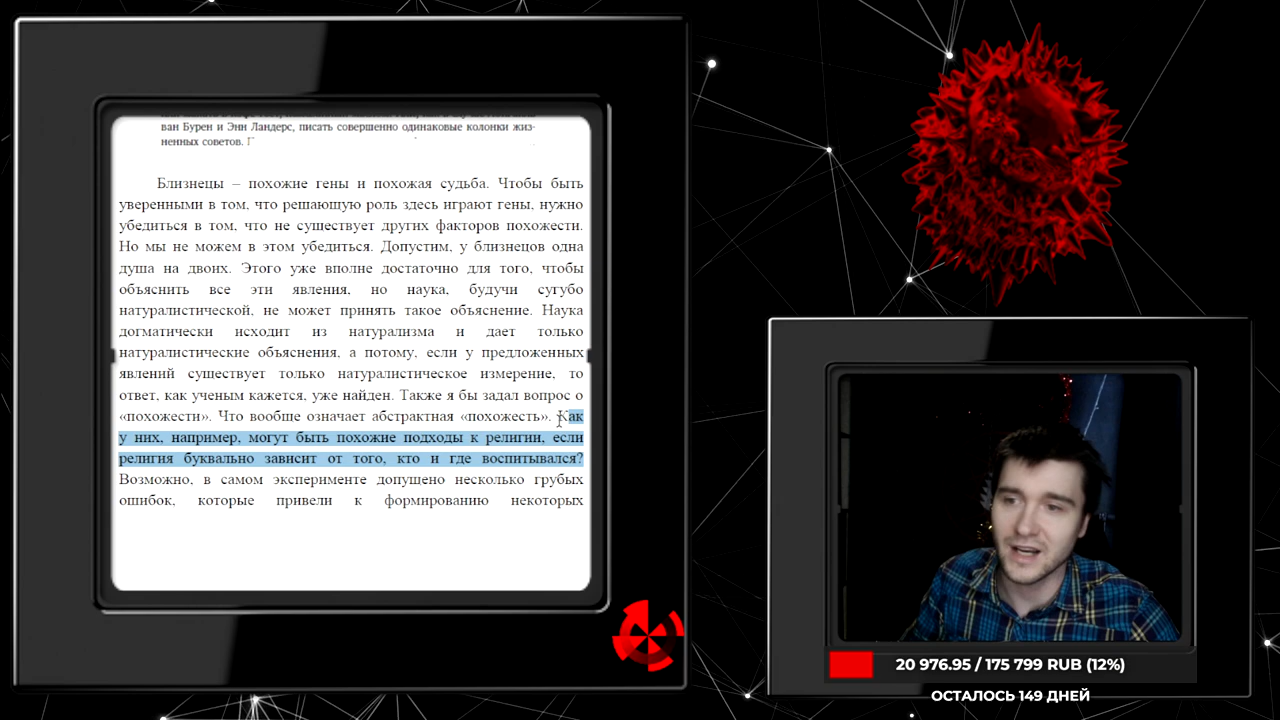 ван Бурен и Энн Ландерс, писать совершенно одинаковые колонки жиз-
ненных советов.
Близнецы – похожие гены и похожая судьба. Чтобы быть
уверенными в том, что решающую роль здесь играют гены, нужно
убедиться в том, что не существует других факторов похожести.
Но мы не можем в этом убедиться. Допустим, у близнецов одна
душа на двоих. Этого уже вполне достаточно для того, чтобы
объяснить все эти явления, но наука, будучи сугубо
натуралистической, не может принять такое объяснение. Наука
догматически исходит из натурализма и дает только
натуралистические объяснения, а потому, если у предложенных
явлений существует только натуралистическое измерение, то
ответ, как ученым кажется, уже найден. Также я бы задал вопрос о
«похожести». Что вообще означает абстрактная «похожесть». Как
у них, например, могут быть похожие подходы к религии, если
религия буквально зависит от того, кто и где воспитывался?
Возможно, в самом эксперименте допущено несколько грубых
ошибок, которые привели к формированию некоторых
20 976.95 / 175 799 RUB (12%)
ОСТАЛОСЬ 149 ДНЕЙ